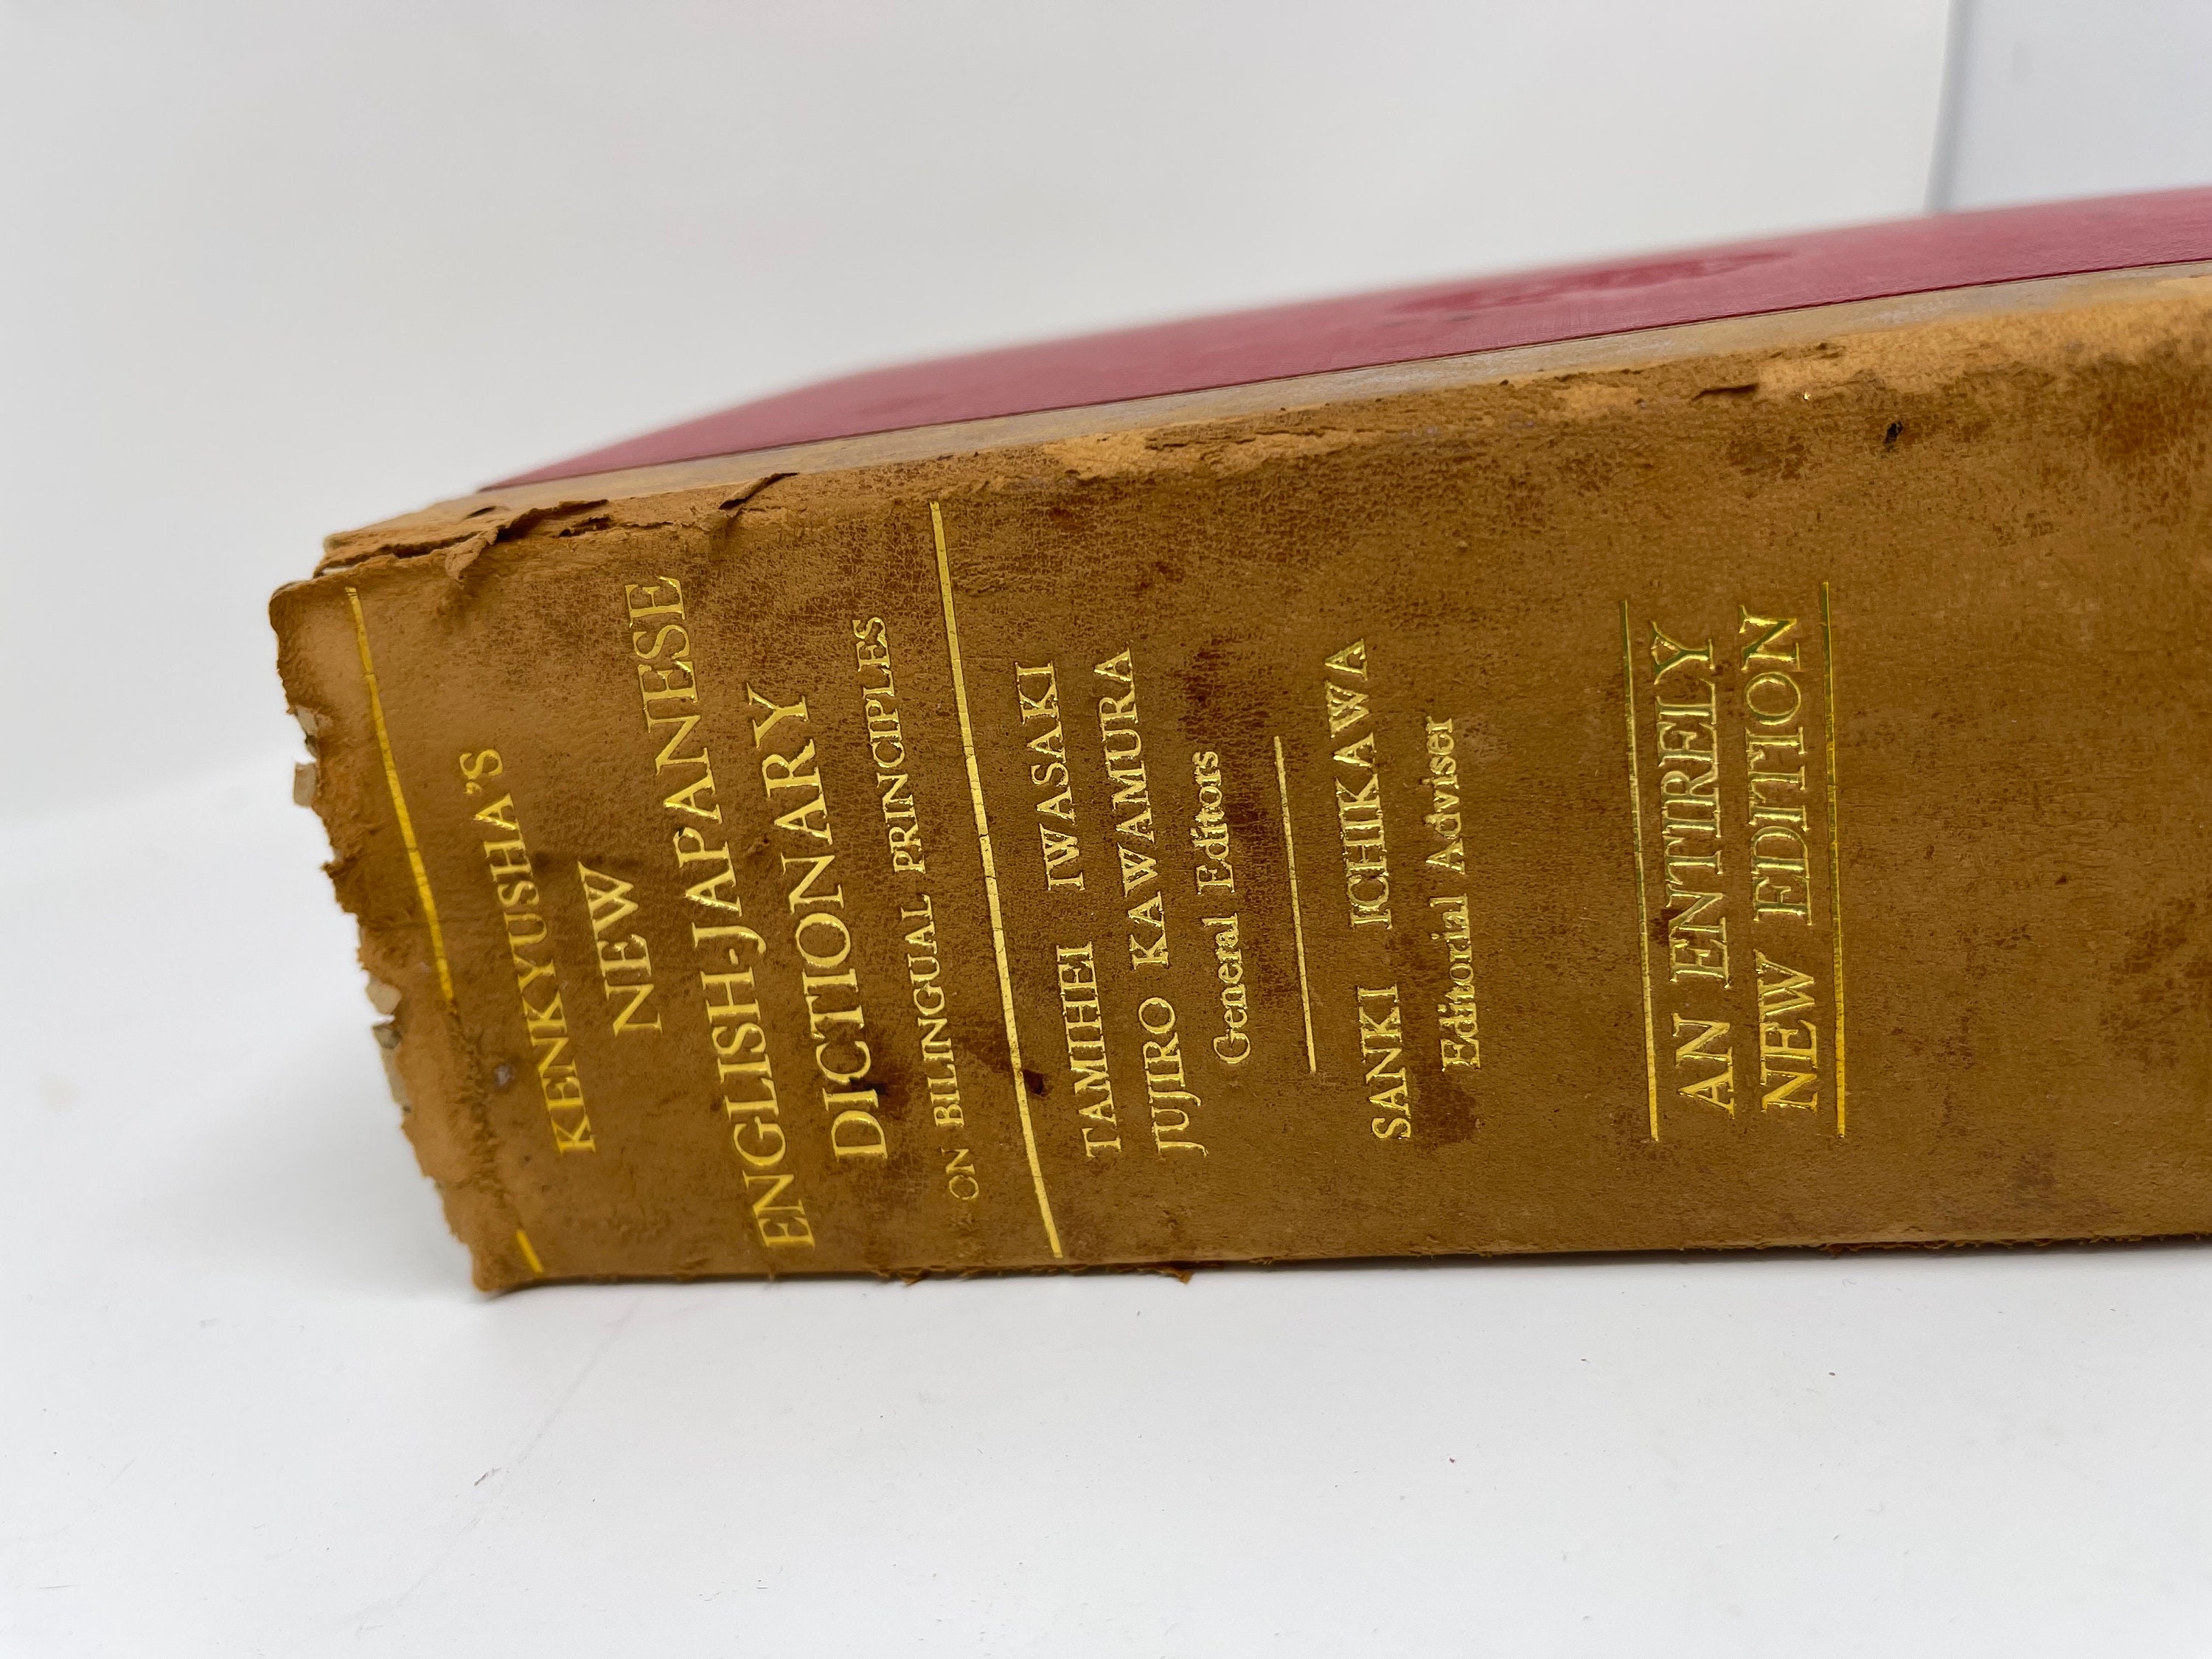 KENKYUSHA'S
NEW
ENGLISH-JAPANESE
DICTIONARY
ON BILINGUAL PRINCIPLES
TAMIHEI IWASAKI
JUJIRO KAWAMURA
General Editors
SANKI ICHIKAWA
Editorial Adviser
AN ENTIRELY
NEW EDITION